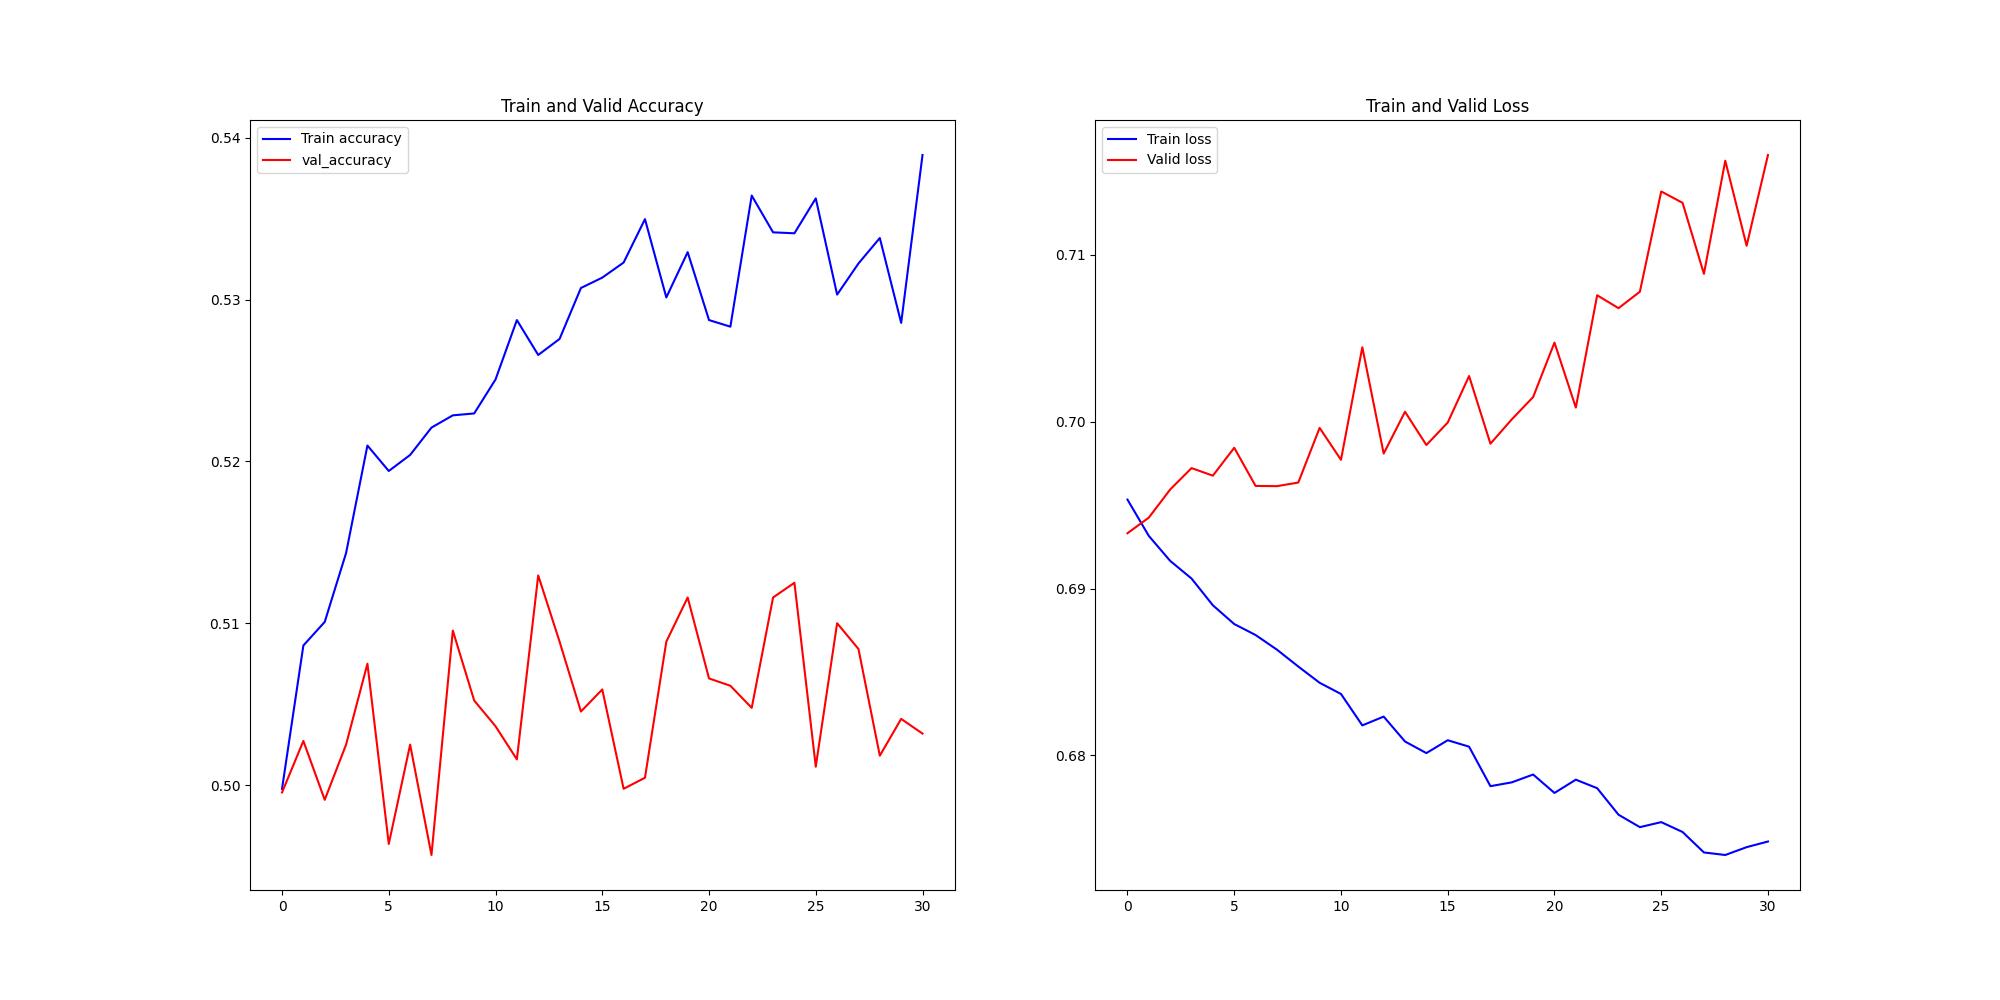 Train and Valid Accuracy
Train accuracy
val_accuracy
0.54
0.53
0.52
0.51
0.50
0 5 10 15 20 25 30
Train and Valid Loss
Train loss
Valid loss
0.71
0.70
0.69
0.68
0 5 10 15 20 25 30